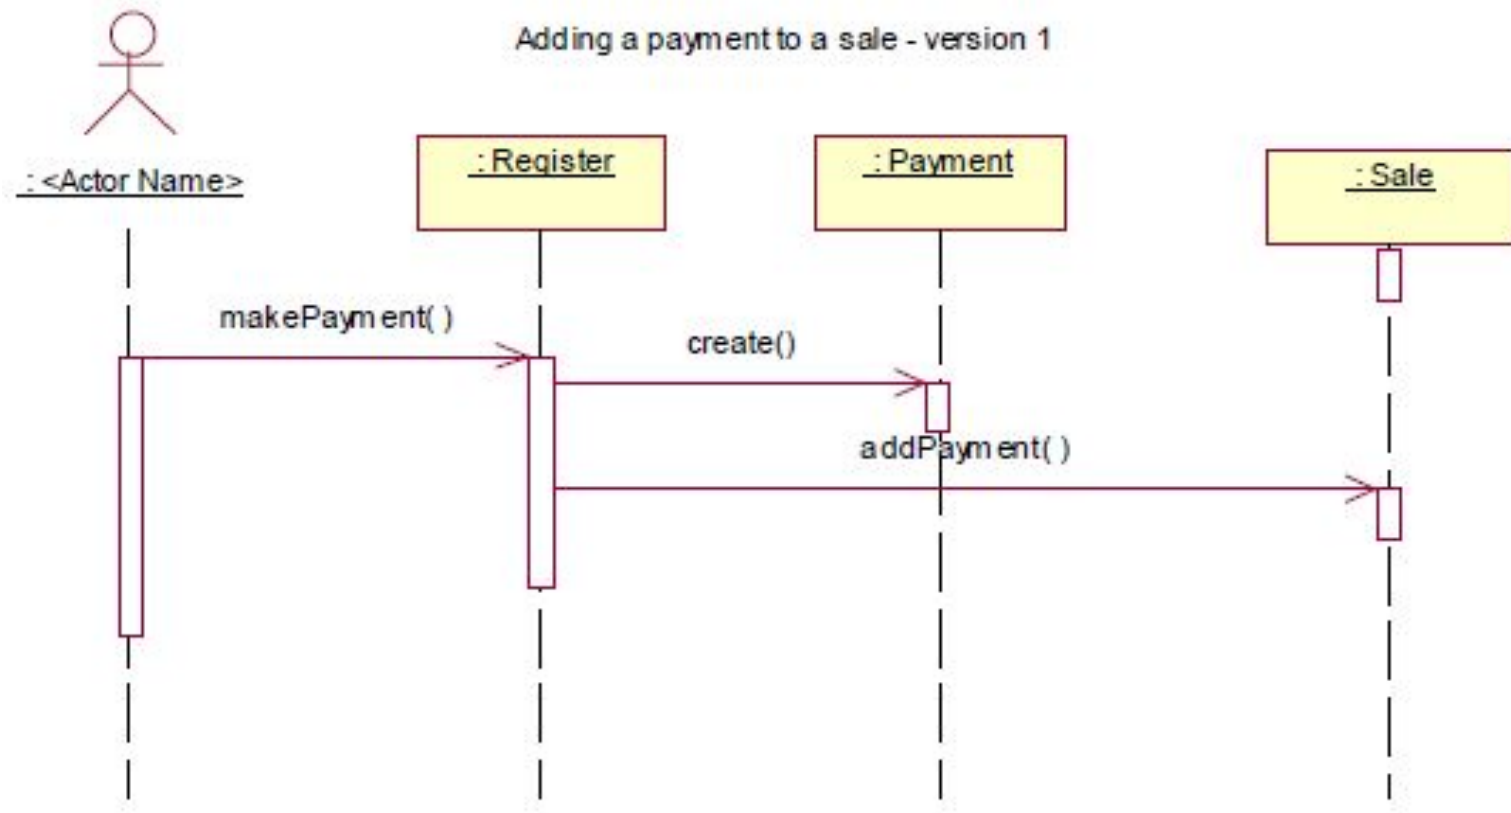 Adding a payment to a sale - version 1
: <Actor Name>
: Register
: Payment
: Sale
makePayment( )
create()
addPayment( )